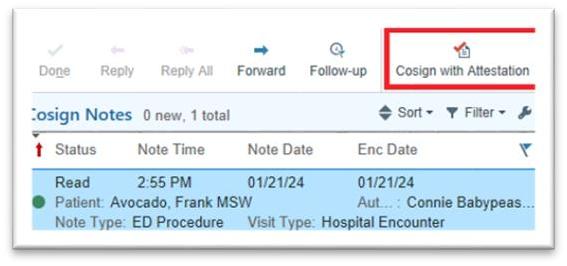 Done Reply Reply All Forward Follow-up Cosign with Attestation
Cosign Notes 0 new, 1 total Sort Filter
Status Note Time Note Date Enc Date
Read 2:55 PM 01/21/24 01/21/24
Patient: Avocado, Frank MSW Aut... : Connie Babypeas...
Note Type: ED Procedure Visit Type: Hospital Encounter